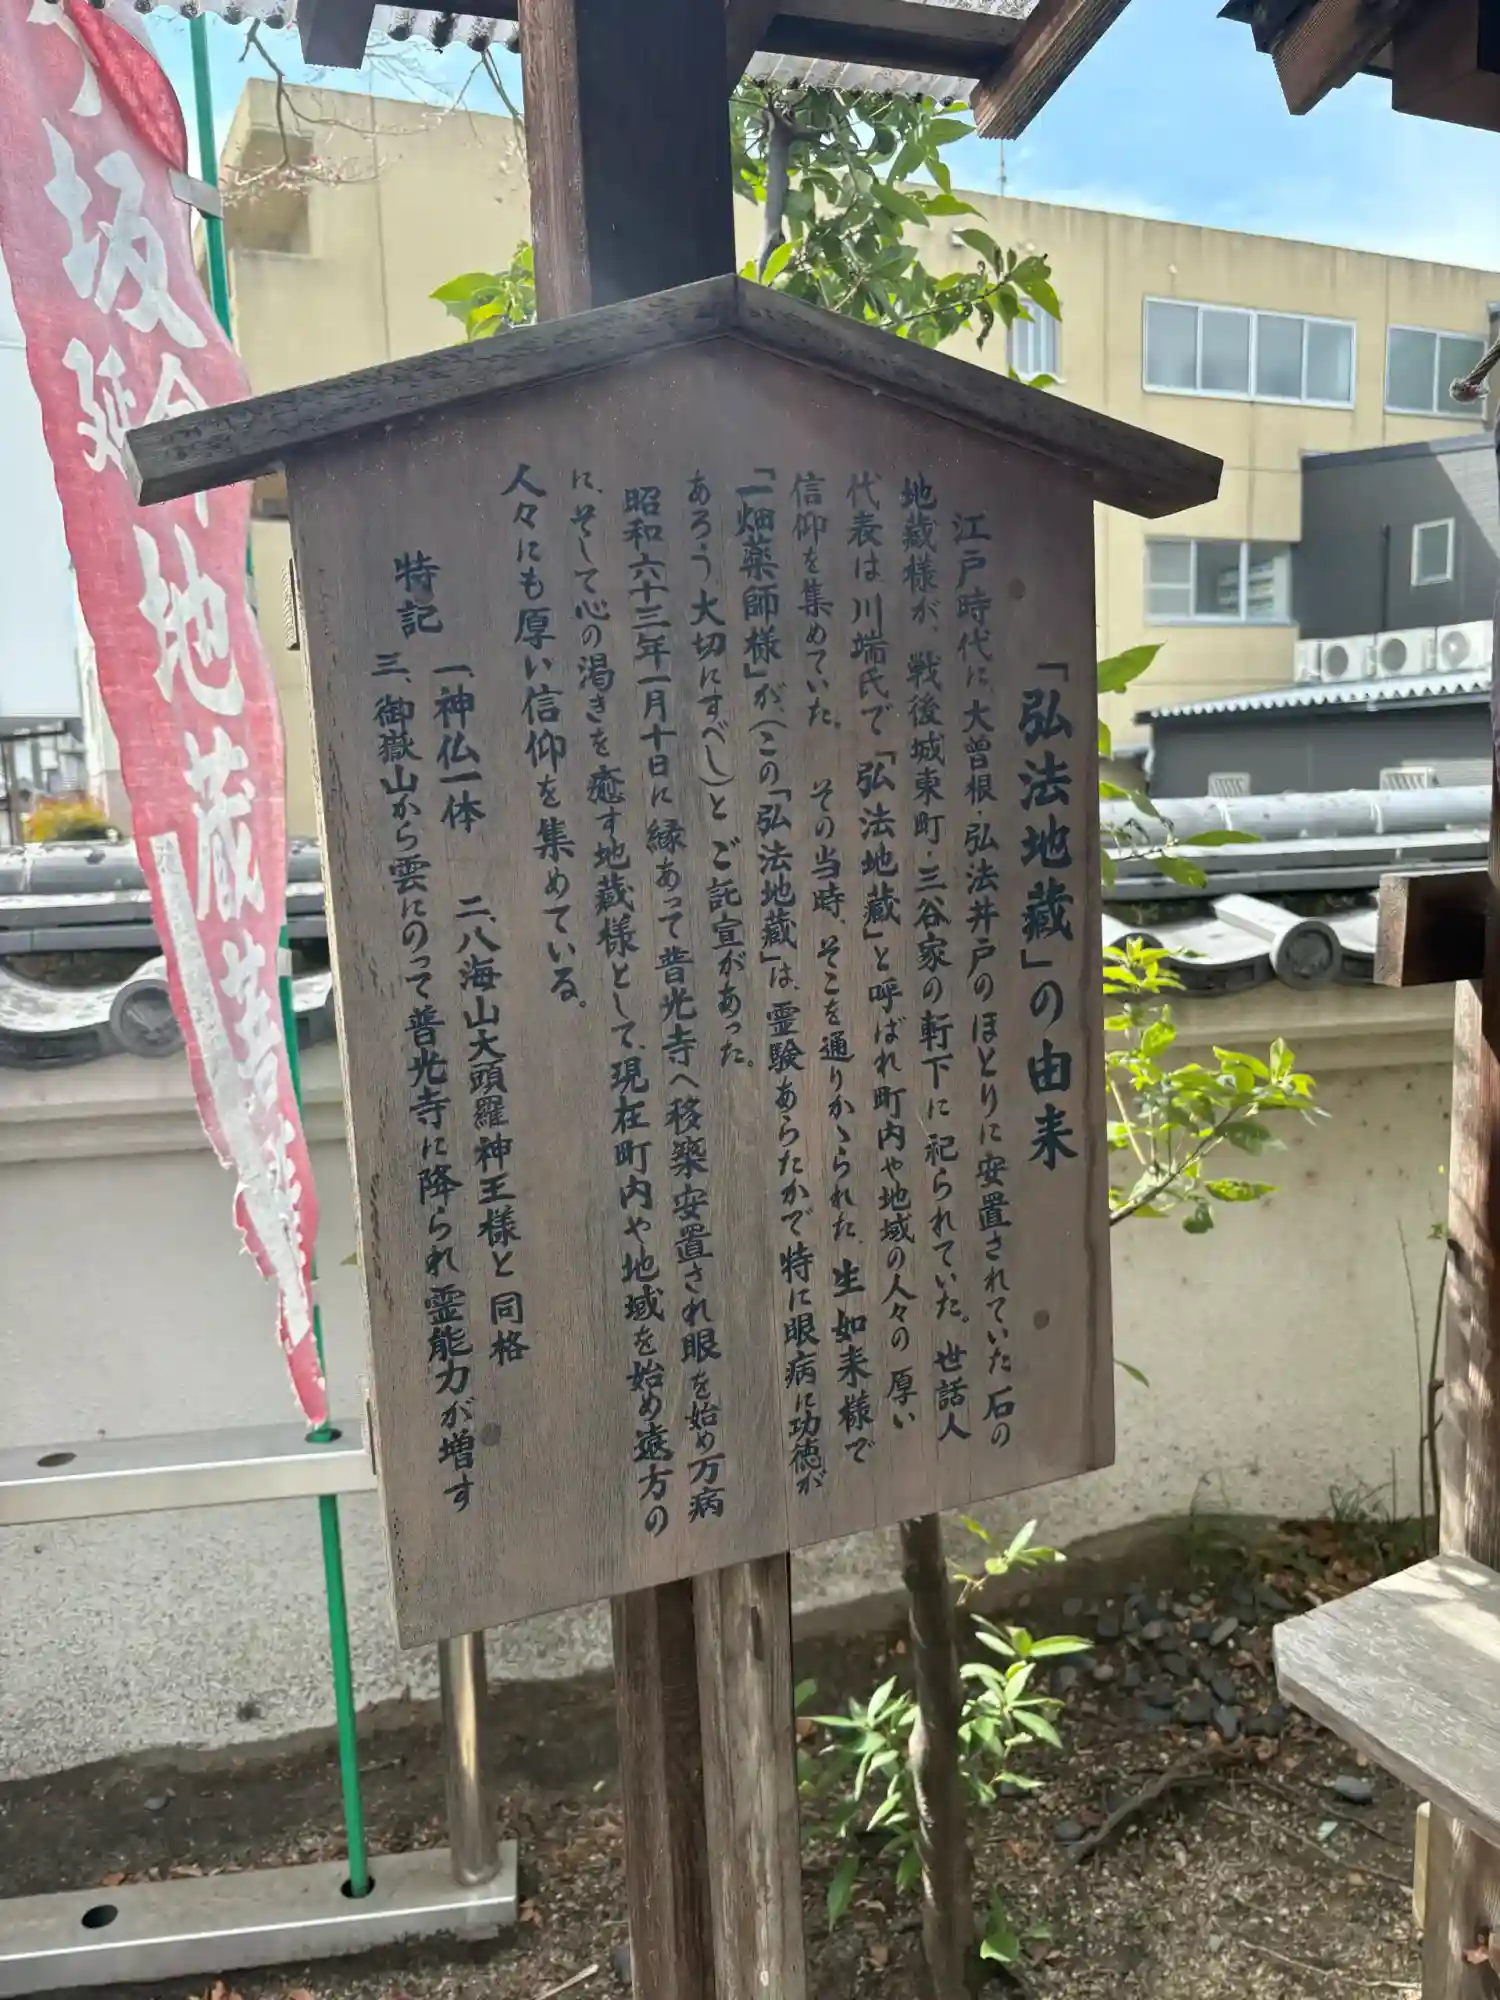 「弘法地蔵」の由来
江戸時代に、大曽根・弘法井戸のほとりに安置されていた石の
地蔵様が、戦後城東町・三谷家の軒下に祀られていた。世話人
代表は、川端氏で「弘法地蔵」と呼ばれ町内や地域の人々の厚い
信仰を集めていた。　その当時、そこを通りかゝられた、生如来様で
「一畑薬師様」が、（この「弘法地蔵」は、霊験あらたかで特に眼病に功徳が
あろう大切にすべし）とご託宣があった。
昭和六十三年一月十日に縁あって普光寺へ移築安置され眼を始め万病
に、そして心の渇きを癒す地蔵様として、現在町内や地域を始め遠方の
人々にも厚い信仰を集めている。
特記
一、神仏一体　二、八海山大頭羅神王様と同格
三、御嶽山から雲にのって普光寺に降られ霊能力が増す
坂
延命地蔵菩